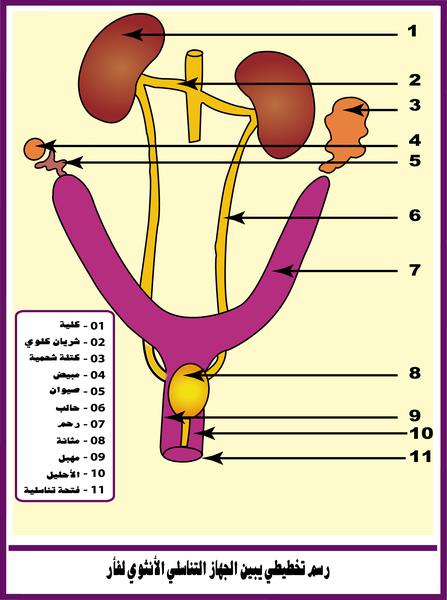 1
2
3
4
5
6
7
8
9
10
11
01 - كلية
02 - شريان كلوي
03 - كتلة شحمية
04 - مبيض
05 - صيوان
06 - حالب
07 - رحم
08 - مثانة
09 - مهبل
10 - الأحليل
11 - فتحة تناسلية
رسم تخطيطي يبين الجهاز التناسلي الأنثوي لفأر